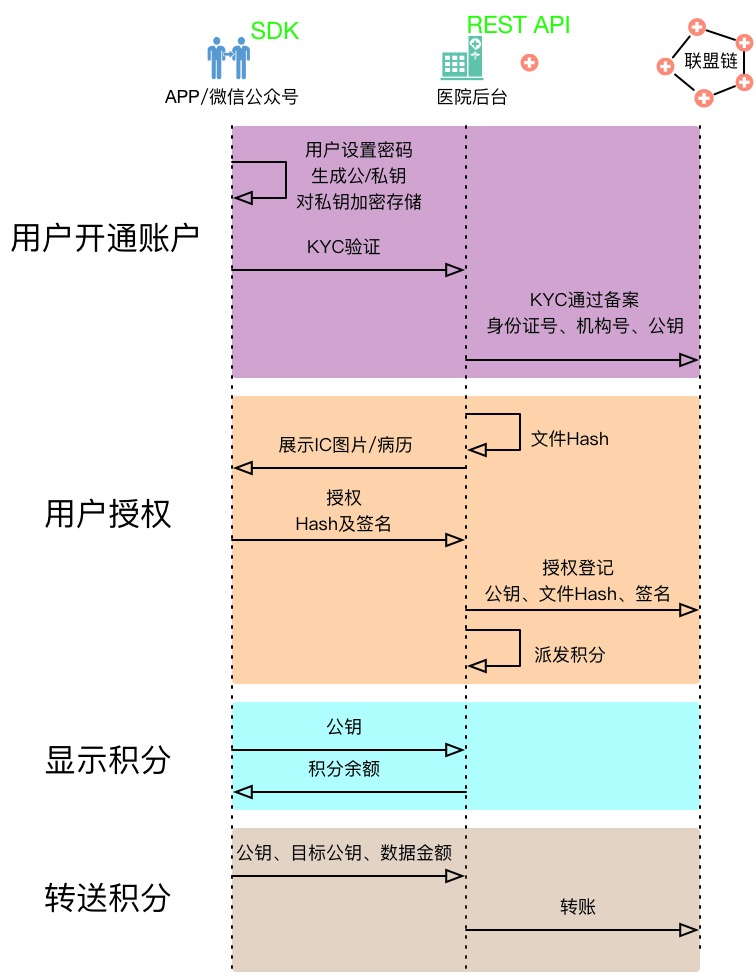 SDK
REST API
联盟链
APP/微信公众号
医院后台
用户设置密码
生成公/私钥
对私钥加密存储
用户开通账户
KYC验证
KYC通过备案
身份证号、机构号、公钥
文件Hash
展示IC图片/病历
用户授权
授权
Hash及签名
授权登记
公钥、文件Hash、签名
派发积分
公钥
显示积分
积分余额
公钥、目标公钥、数据金额
转送积分
转账